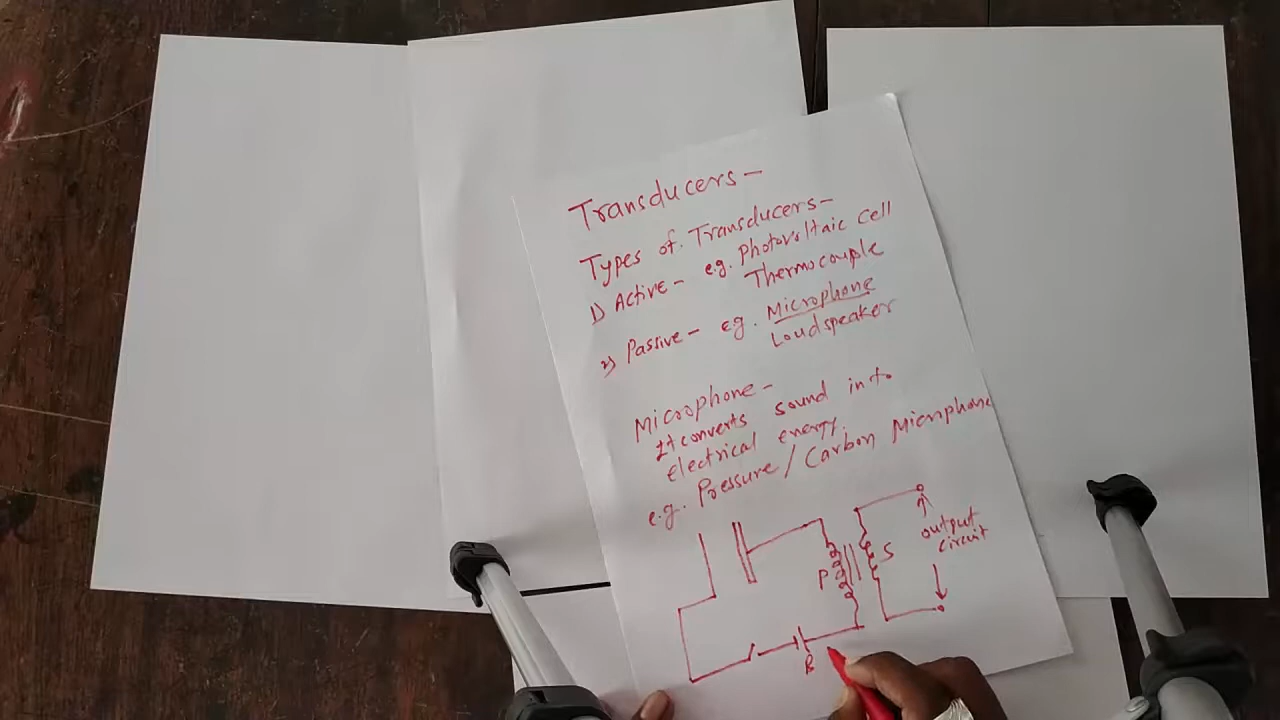 Transducers-
Types of Transducers-
1) Active- e.g. Photovoltaic cell
Thermocouple
2) Passive- eg. Microphone
Loudspeaker
Microphone-
It converts sound into
electrical energy.
e.g. Pressure/Carbon Microphone
P
S
output
circuit
B